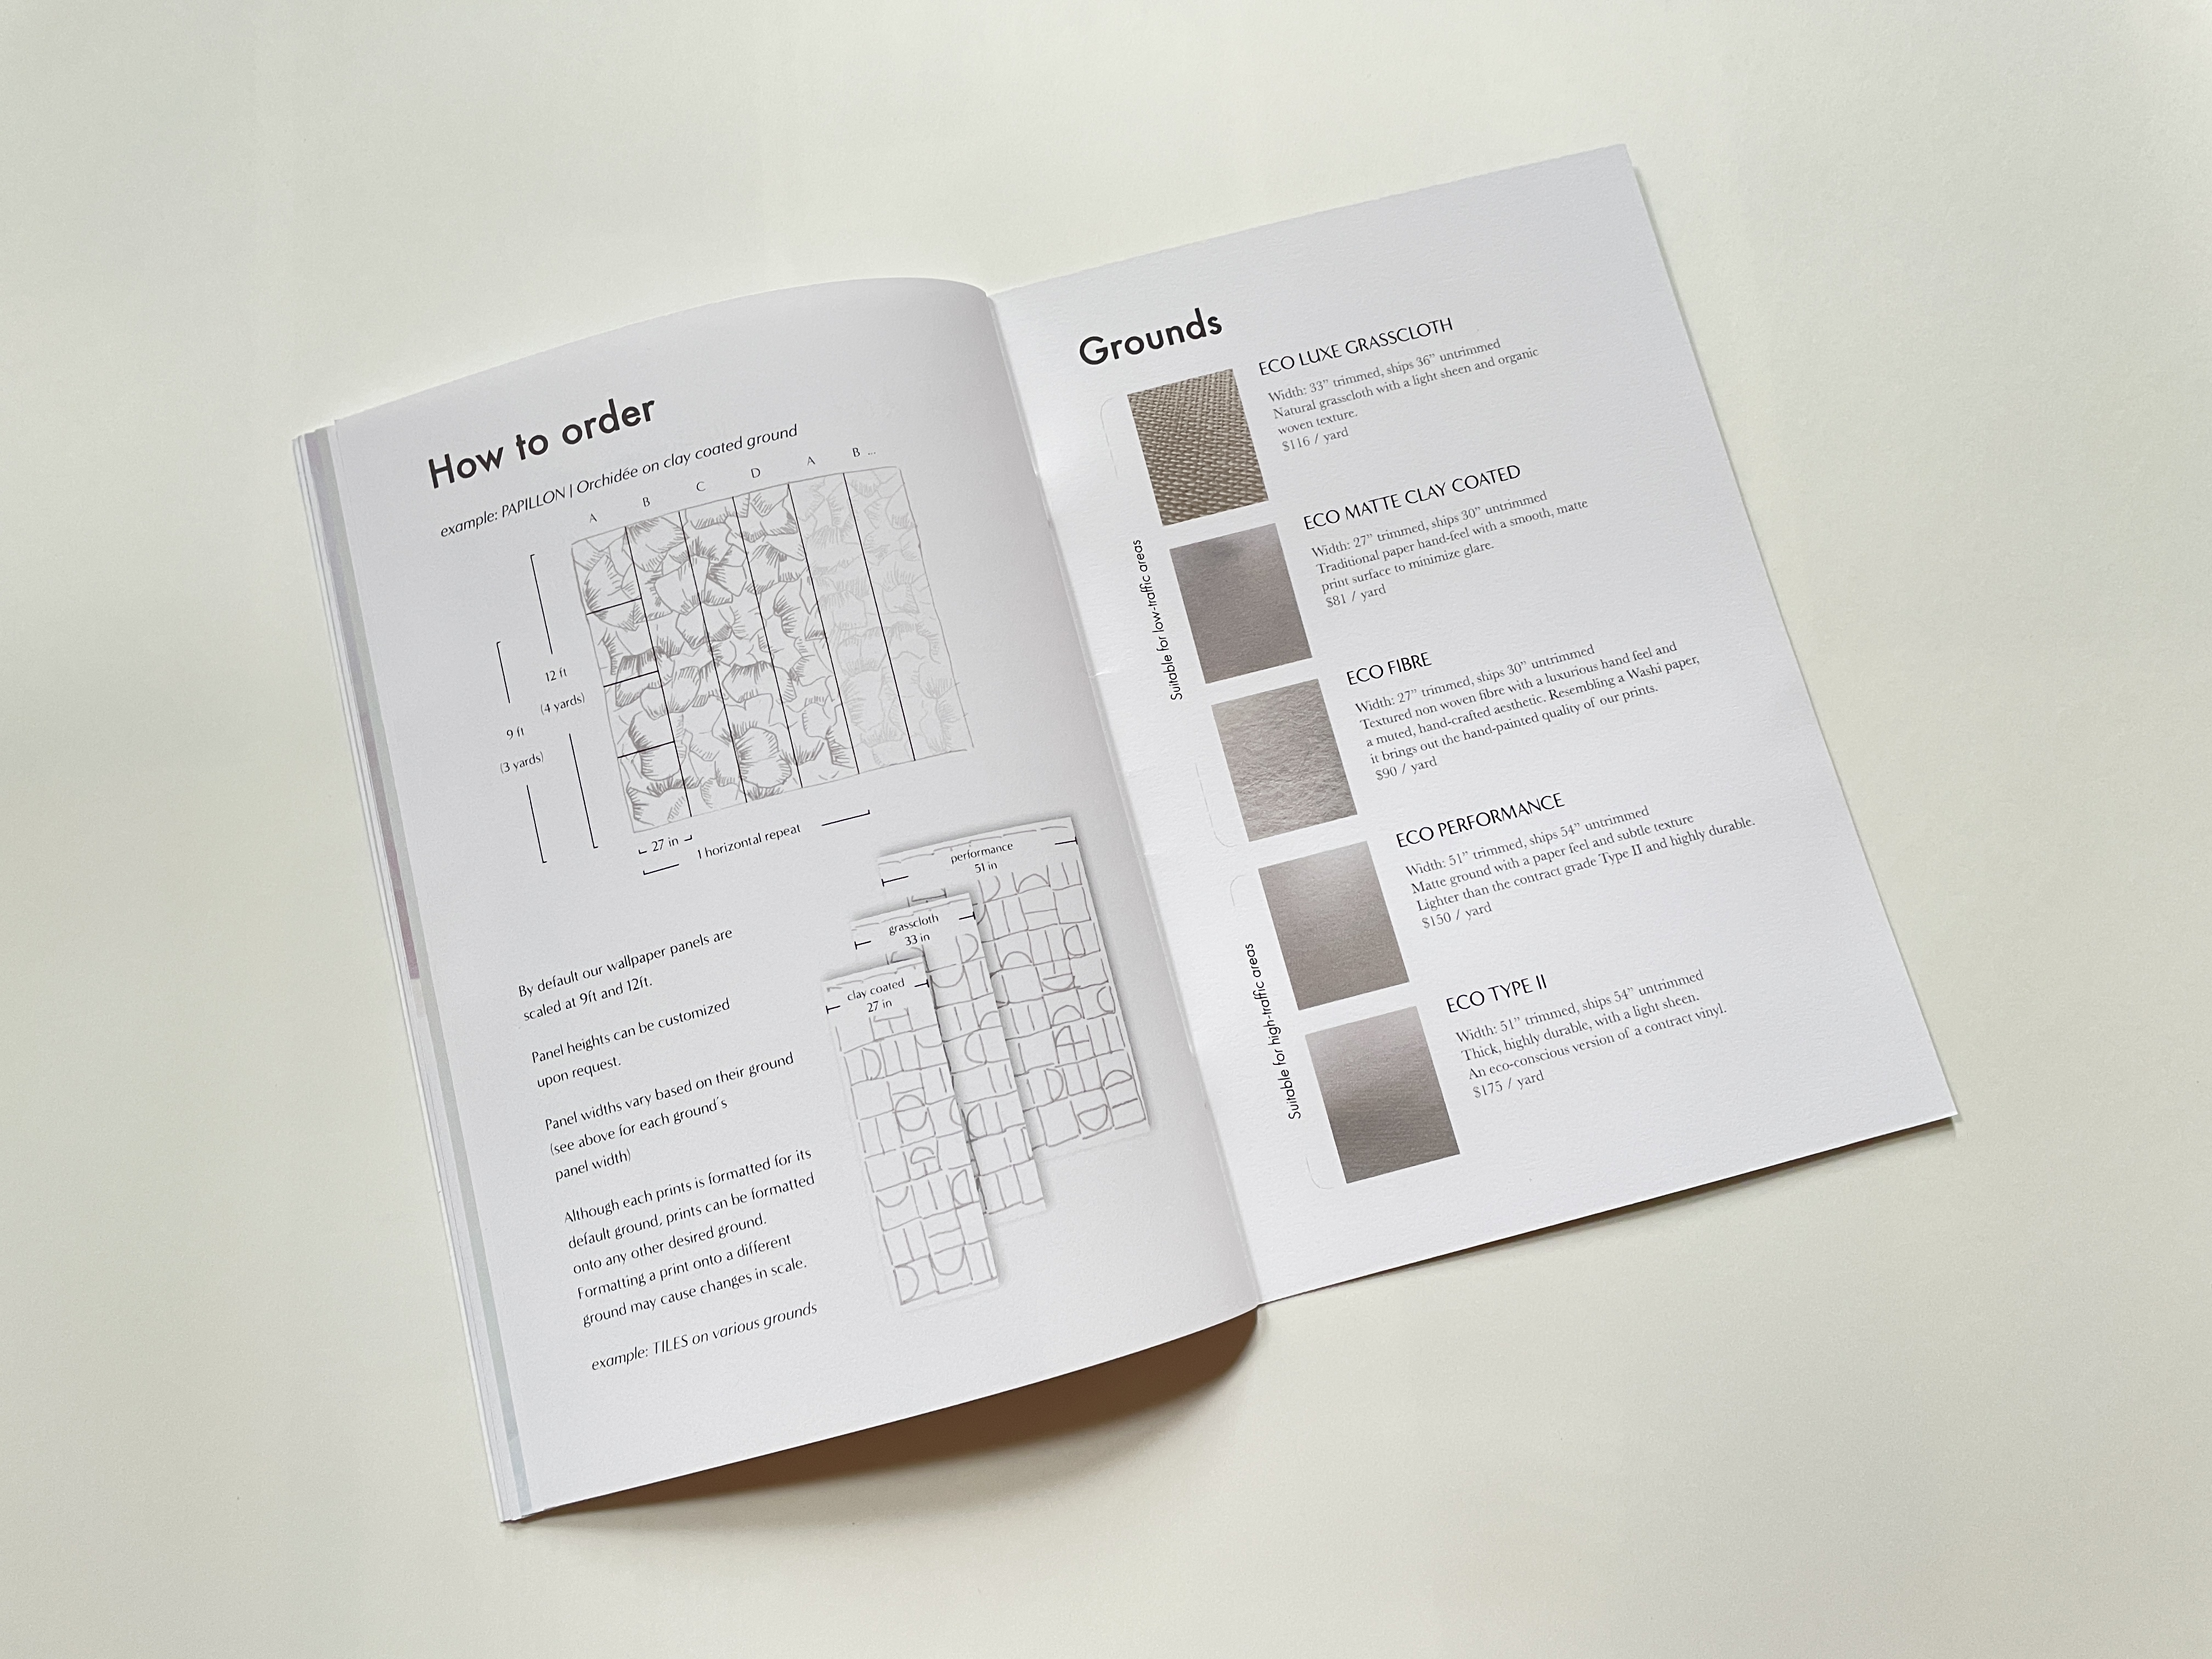 How to order
example: PAPILLON | Orchidée on clay coated ground
A B C D A B ...
12 ft
(4 yards)
9 ft
(3 yards)
27 in
1 horizontal repeat
By default our wallpaper panels are
scaled at 9ft and 12ft.
Panel heights can be customized
upon request.
Panel widths vary based on their ground
(see above for each ground's
panel width)
Although each prints is formatted for its
default ground, prints can be formatted
onto any other desired ground.
Formatting a print onto a different
ground may cause changes in scale.
example: TILES on various grounds
performance
51 in
grasscloth
33 in
clay coated
27 in
Grounds
Suitable for low-traffic areas
ECO LUXE GRASSCLOTH
Width: 33” trimmed, ships 36” untrimmed
Natural grasscloth with a light sheen and organic
woven texture.
$116 / yard
ECO MATTE CLAY COATED
Width: 27” trimmed, ships 30” untrimmed
Traditional paper hand-feel with a smooth, matte
print surface to minimize glare.
$81 / yard
ECO FIBRE
Width: 27” trimmed, ships 30” untrimmed
Textured non woven fibre with a luxurious hand feel and
a muted, hand-crafted aesthetic. Resembling a Washi paper,
it brings out the hand-painted quality of our prints.
$90 / yard
Suitable for high-traffic areas
ECO PERFORMANCE
Width: 51” trimmed, ships 54” untrimmed
Matte ground with a paper feel and subtle texture
Lighter than the contract grade Type II and highly durable.
$150 / yard
ECO TYPE II
Width: 51” trimmed, ships 54” untrimmed
Thick, highly durable, with a light sheen.
An eco-conscious version of a contract vinyl.
$175 / yard